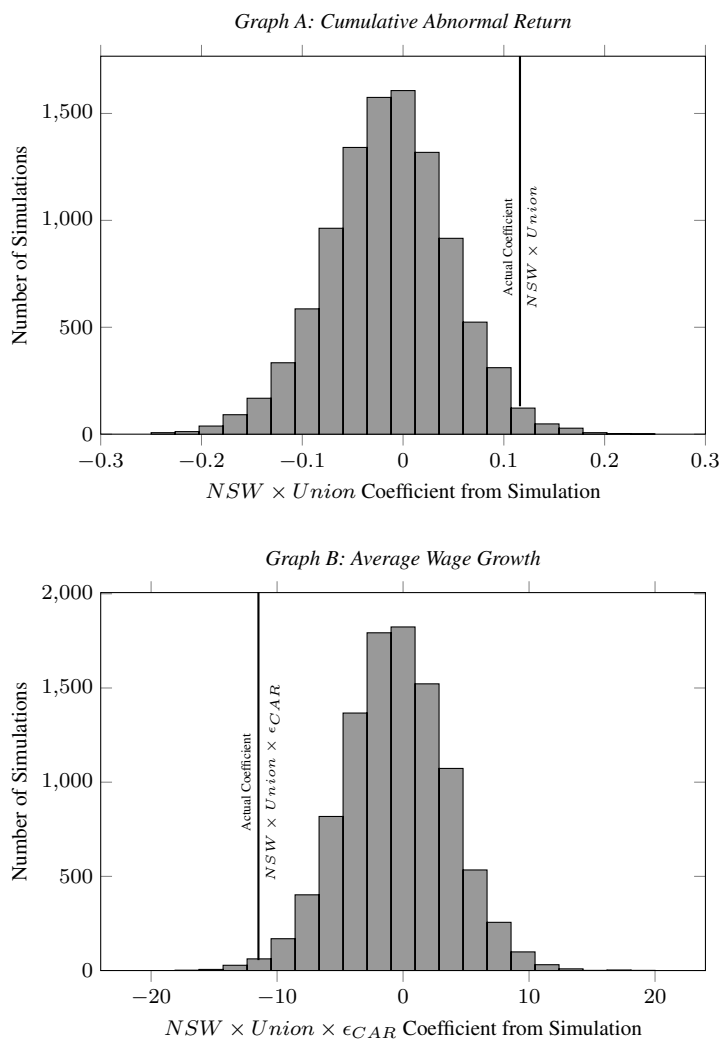 Graph A: Cumulative Abnormal Return
Number of Simulations
1,500
1,000
500
0
Actual Coefficient
NSW × Union
−0.3 −0.2 −0.1 0 0.1 0.2 0.3
NSW × Union Coefficient from Simulation
Graph B: Average Wage Growth
Number of Simulations
2,000
1,500
1,000
500
0
Actual Coefficient
NSW × Union × ϵCAR
−20 −10 0 10 20
NSW × Union × ϵCAR Coefficient from Simulation